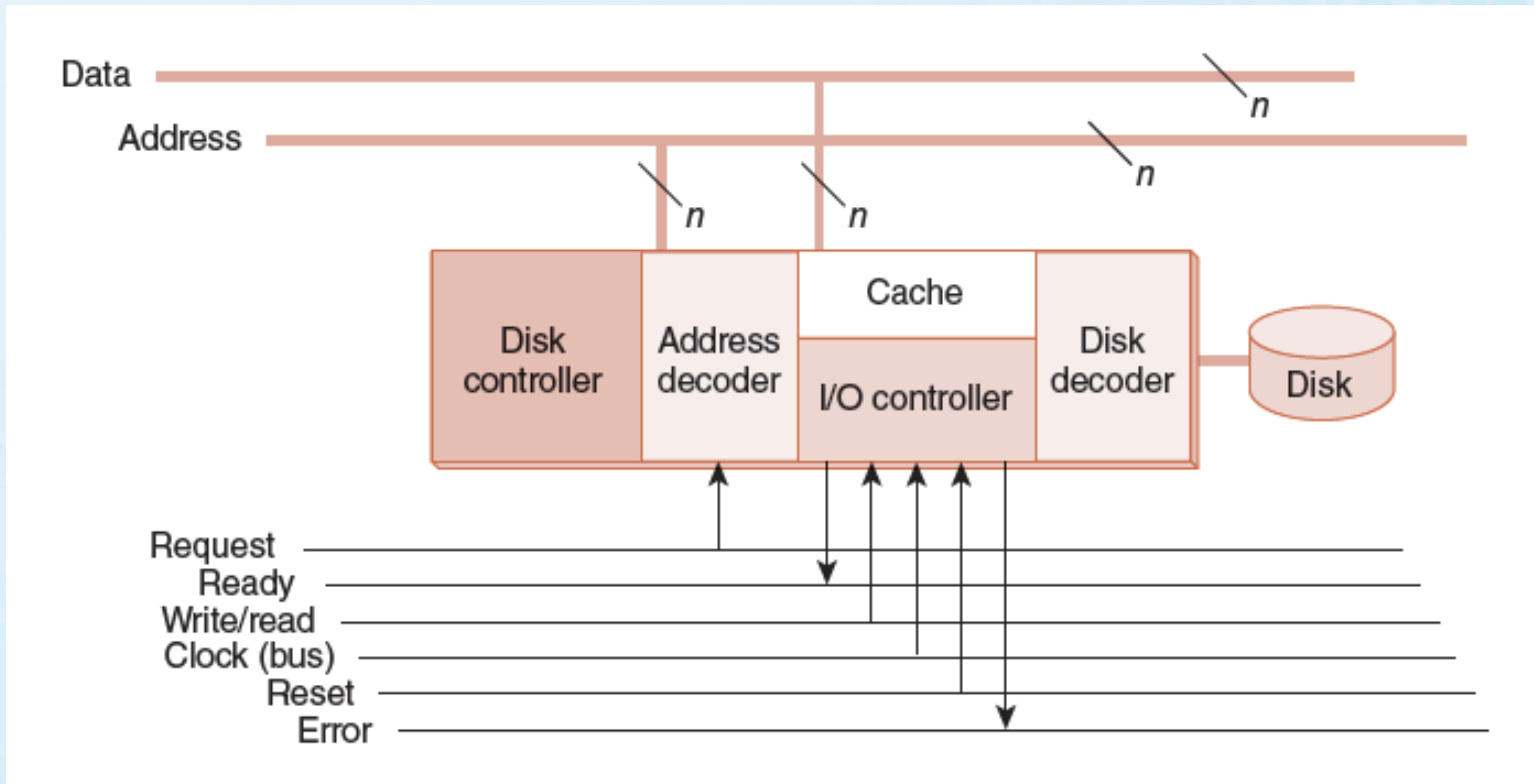 Data
n
Address
n
n
n
Disk
controller
Address
decoder
Cache
I/O controller
Disk
decoder
Disk
Request
Ready
Write/read
Clock (bus)
Reset
Error